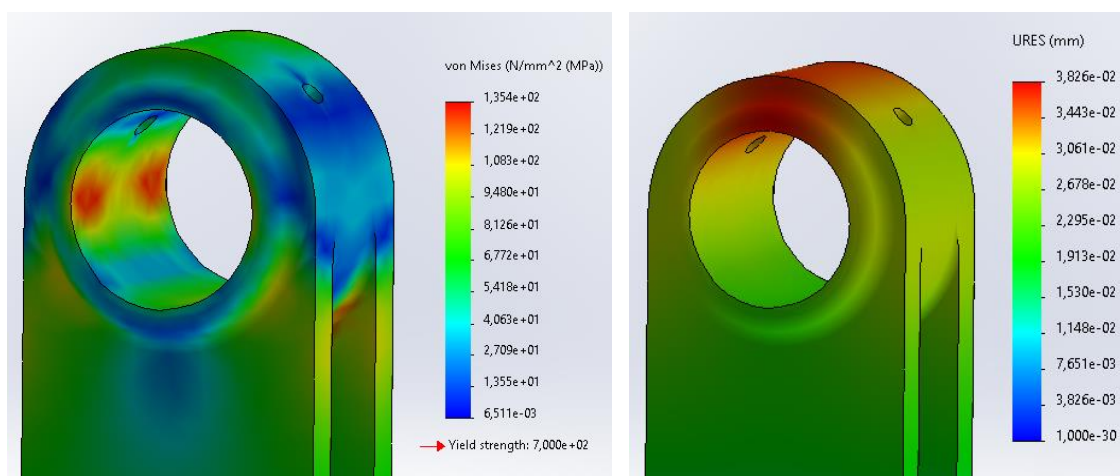 von Mises (N/mm^2 (MPa))
1,354e+02
1,219e+02
1,083e+02
9,480e+01
8,126e+01
6,772e+01
5,418e+01
4,063e+01
2,709e+01
1,355e+01
6,511e-03
Yield strength: 7,000e+02
URES (mm)
3,826e-02
3,443e-02
3,061e-02
2,678e-02
2,295e-02
1,913e-02
1,530e-02
1,148e-02
7,651e-03
3,826e-03
1,000e-30